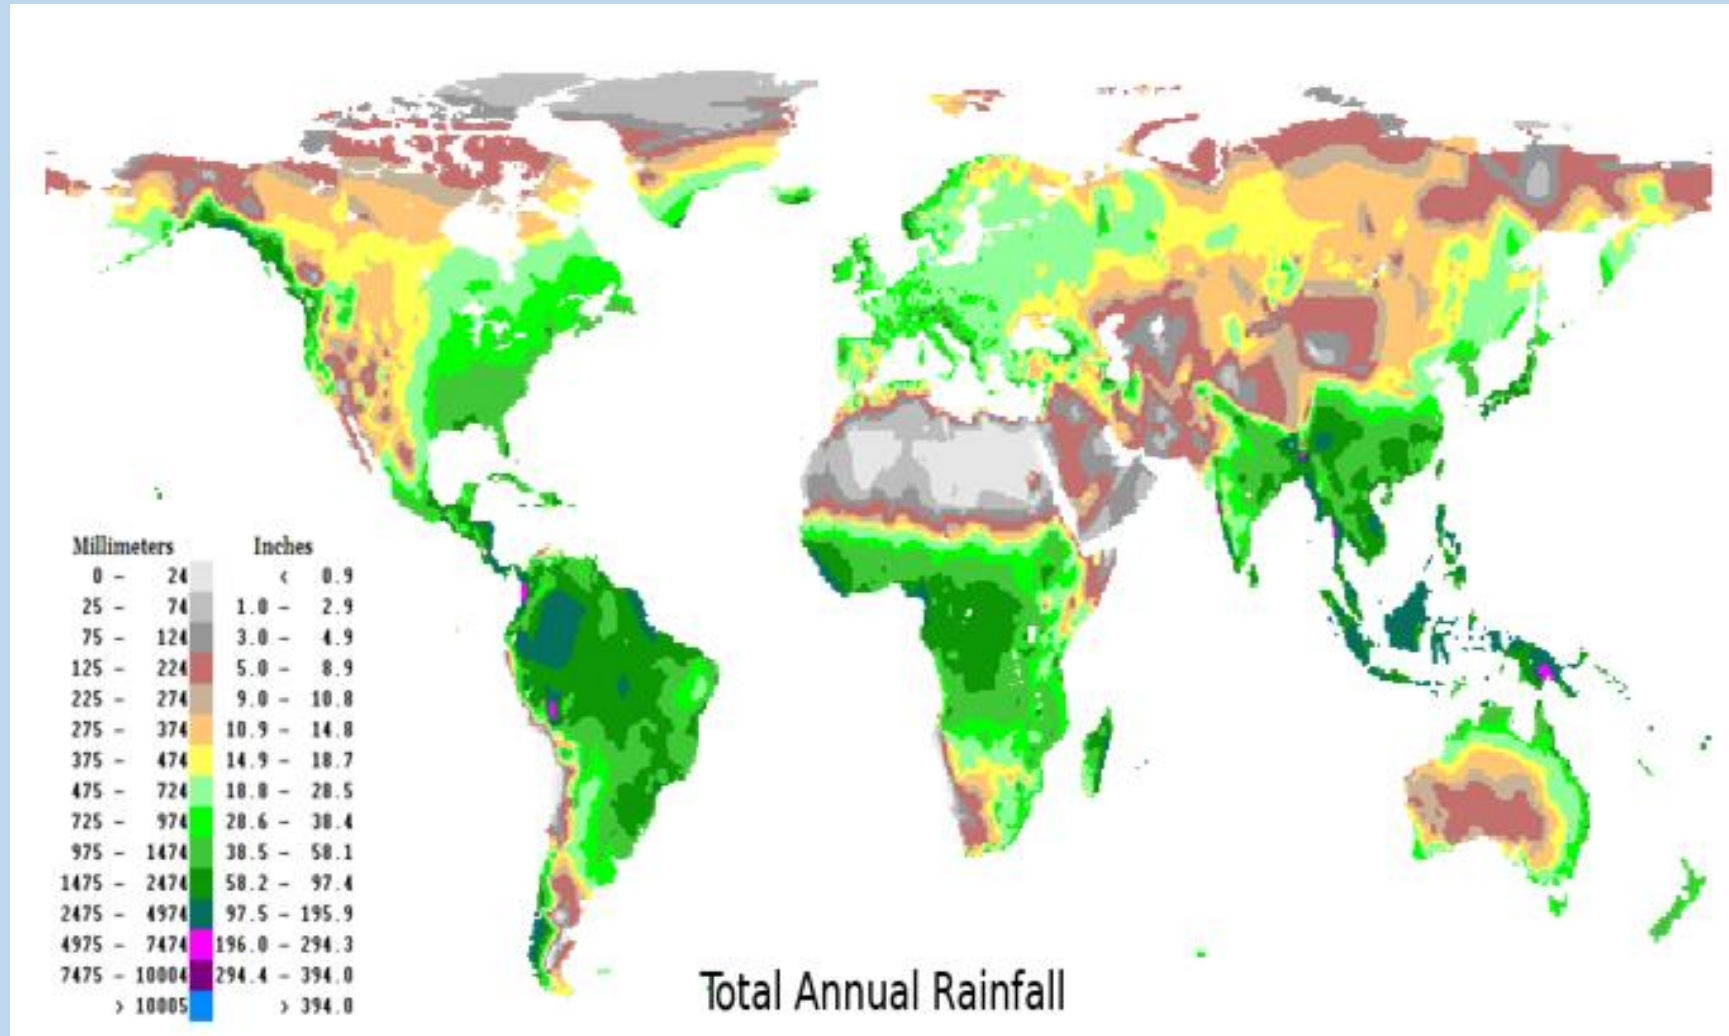 Millimeters Inches
0 - 24 < 0.9
25 - 74 1.0 - 2.9
75 - 124 3.0 - 4.9
125 - 224 5.0 - 8.9
225 - 274 9.0 - 10.8
275 - 374 10.9 - 14.8
375 - 474 14.9 - 18.7
475 - 724 18.8 - 28.5
725 - 974 28.6 - 38.4
975 - 1474 38.5 - 58.1
1475 - 2474 58.2 - 97.4
2475 - 4974 97.5 - 195.9
4975 - 7474 196.0 - 294.3
7475 - 10004 294.4 - 394.0
> 10005 > 394.0
Total Annual Rainfall